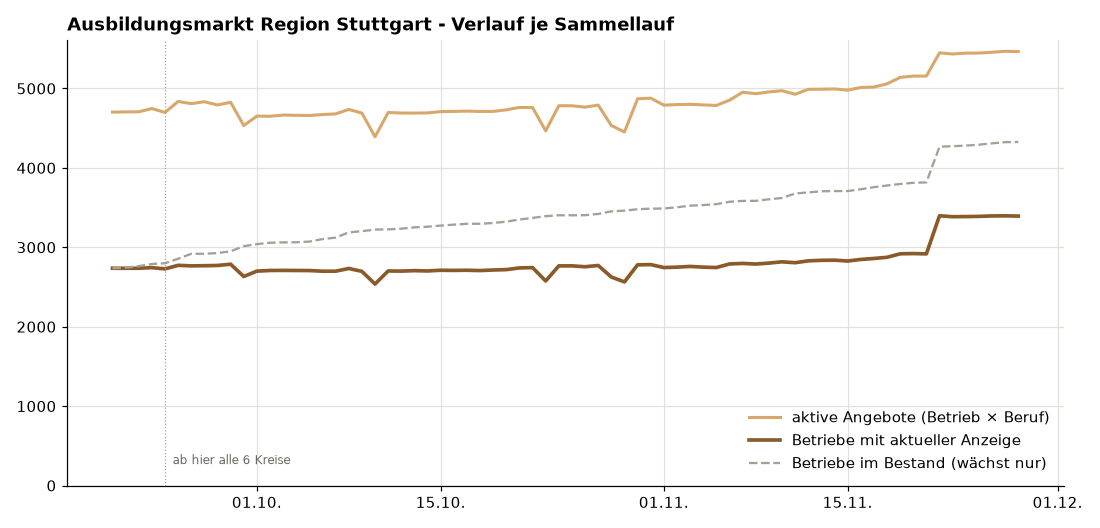 Ausbildungsmarkt Region Stuttgart - Verlauf je Sammellauf
5000
4000
3000
2000
1000
0
aktive Angebote (Betrieb × Beruf)
Betriebe mit aktueller Anzeige
Betriebe im Bestand (wächst nur)
ab hier alle 6 Kreise
01.10.
15.10.
01.11.
15.11.
01.12.